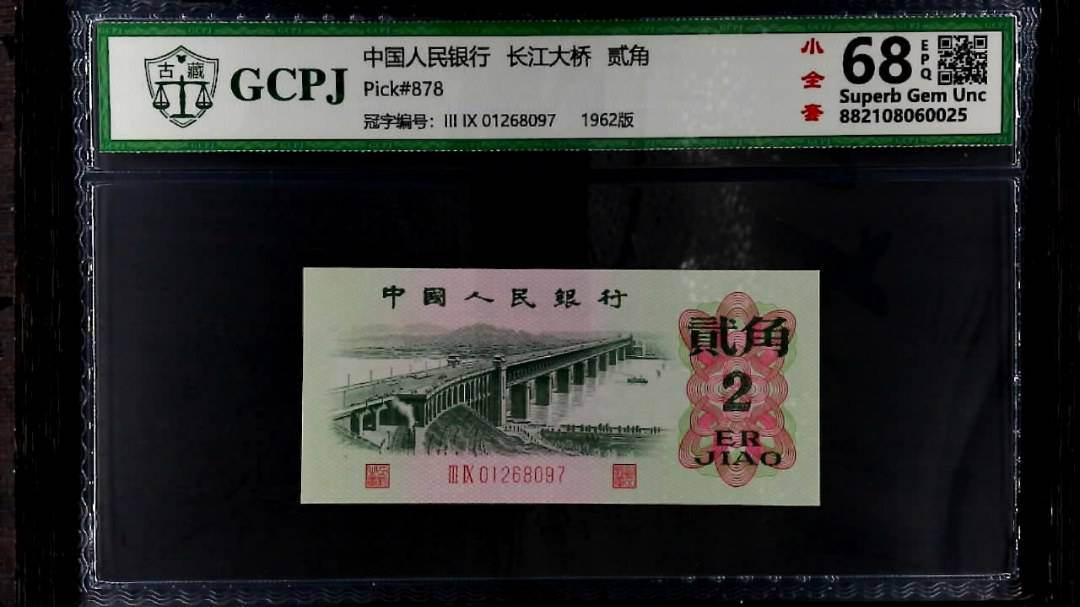 古藏
GCPJ
中国人民银行 长江大桥 贰角
Pick#878
冠字编号: III IX 01268097 1962版
小全套
68 EPQ
Superb Gem Unc
882108060025
中國人民銀行
貳角
2
ER
JIAO
III IX 01268097